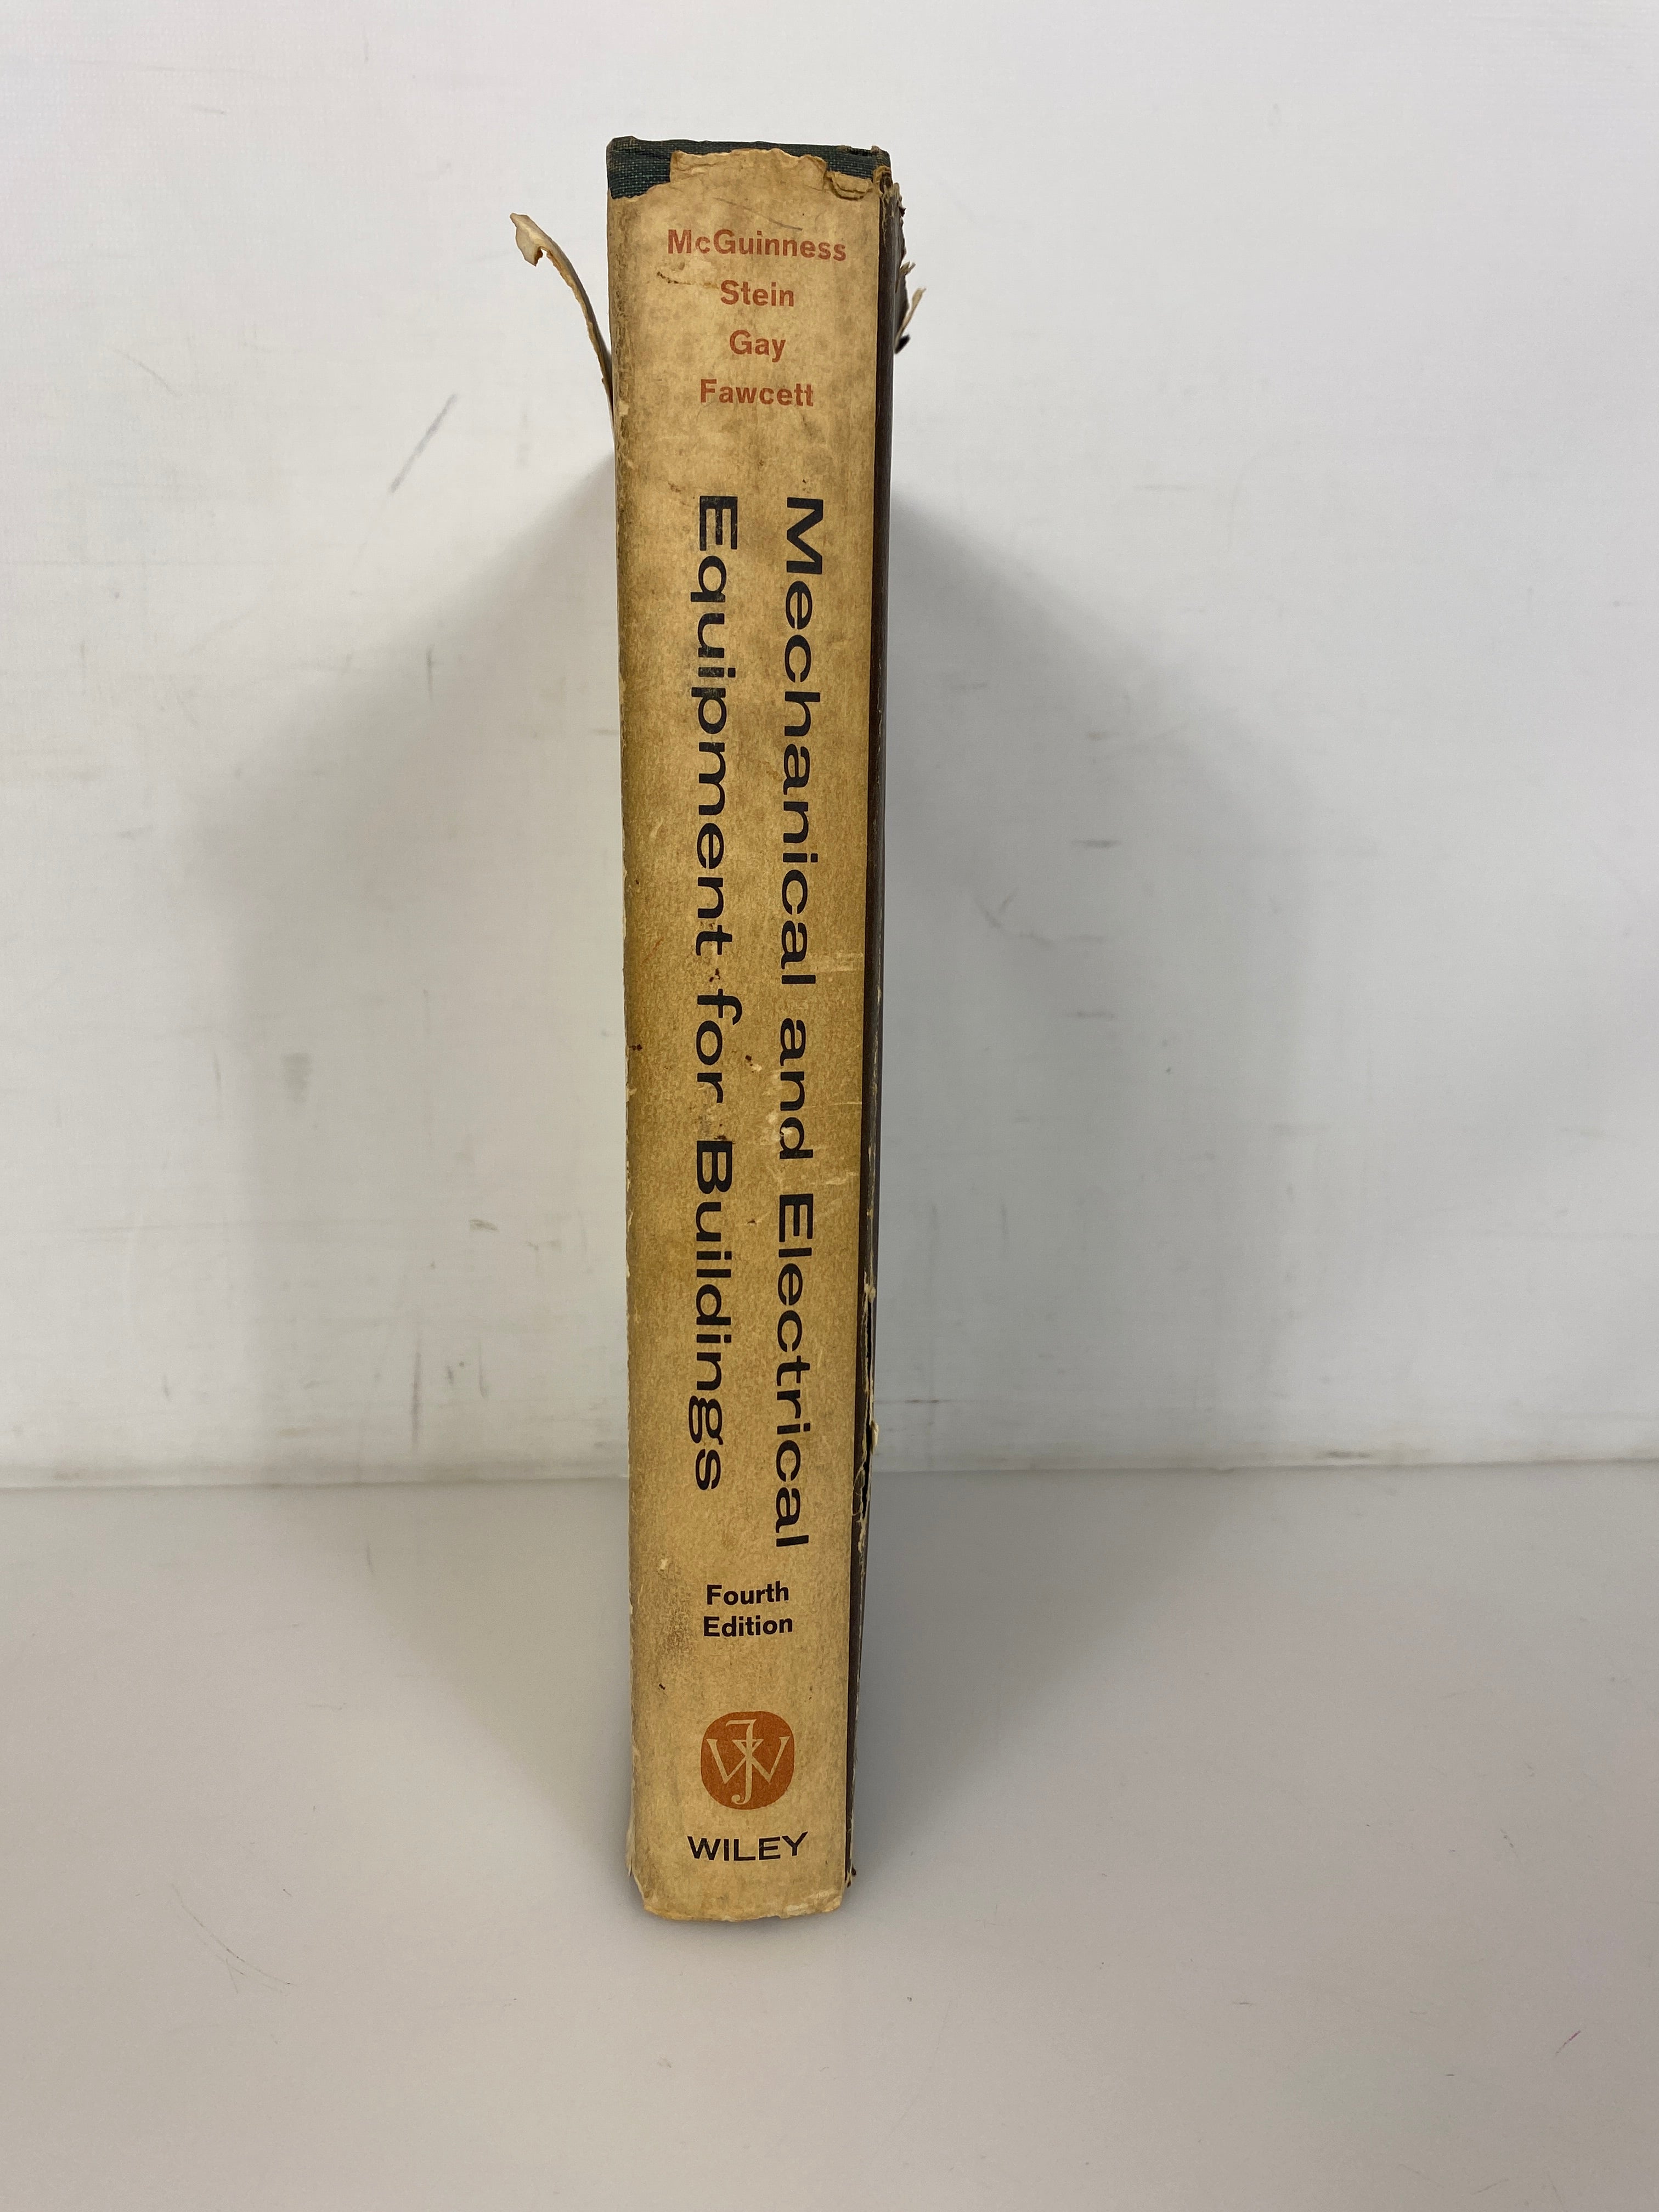 McGuinness
Stein
Gay
Fawcett
Mechanical and Electrical
Equipment for Buildings
Fourth
Edition
JW
WILEY